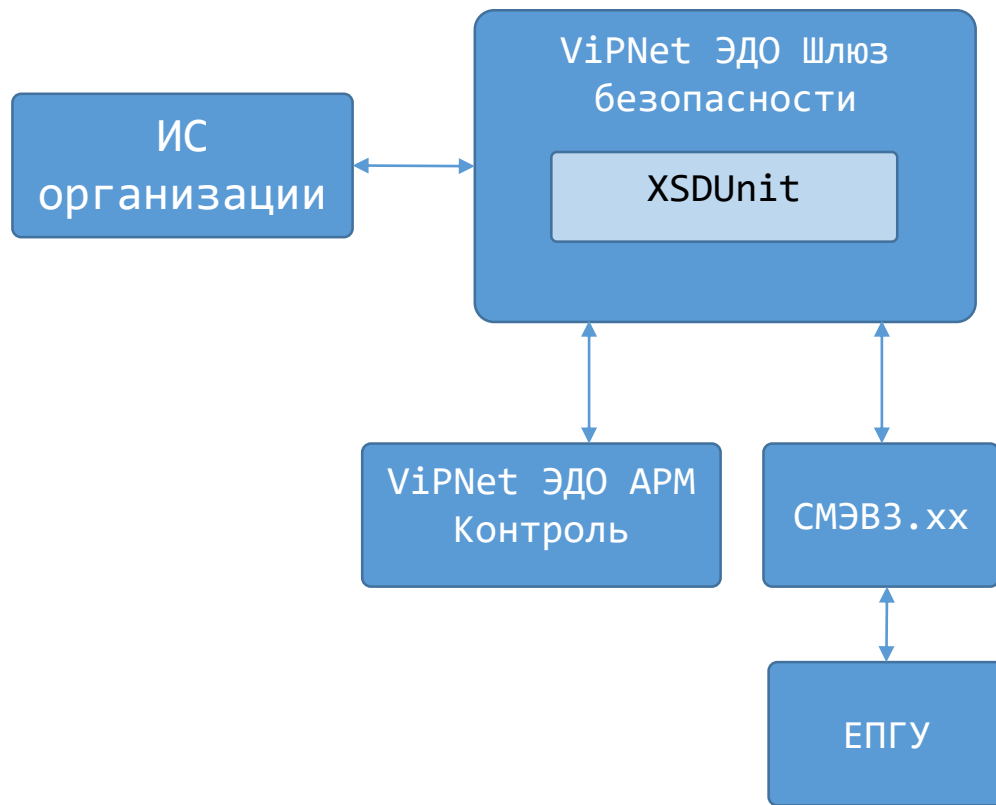 ViPNet ЭДО Шлюз
безопасности
ИС
организации
XSDUnit
ViPNet ЭДО АРМ
Контроль
СМЭВ3.xx
ЕПГУ